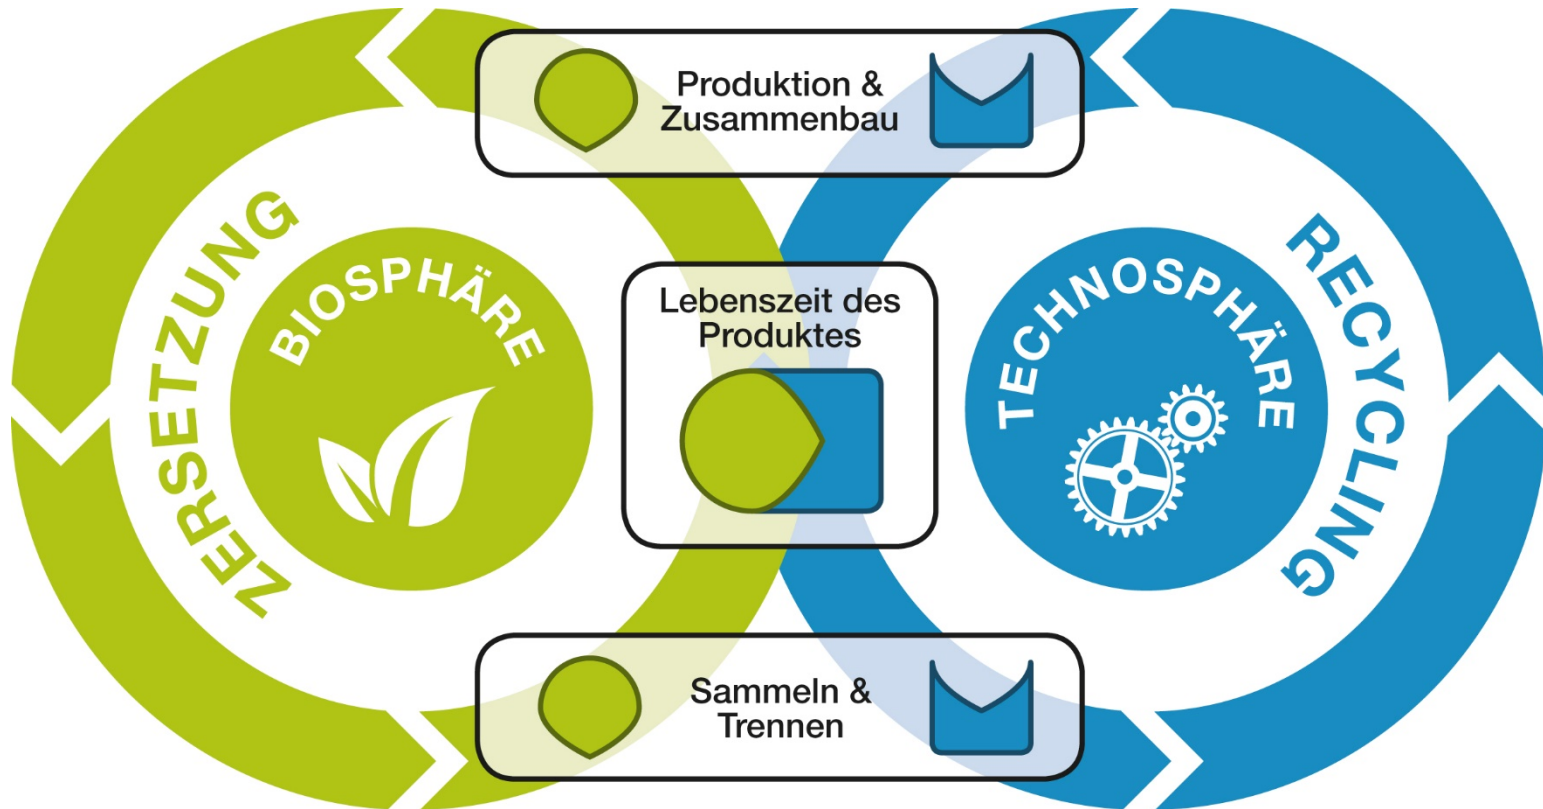 Produktion &
Zusammenbau
ZERSETZUNG
BIOSPHÄRE
Lebenszeit des
Produktes
TECHNOSPHÄRE
RECYCLING
Sammeln &
Trennen